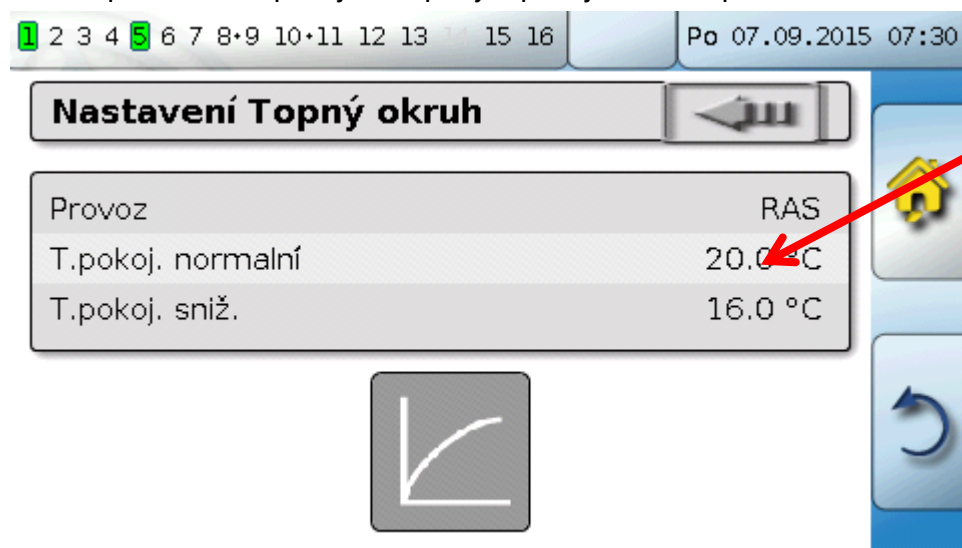 1 2 3 4 5 6 7 8·9 10·11 12 13 14 15 16 Po 07.09.2015 07:30
Nastavení Topný okruh
Provoz RAS
T.pokoj. normalní 20.0 °C
T.pokoj. sniž. 16.0 °C